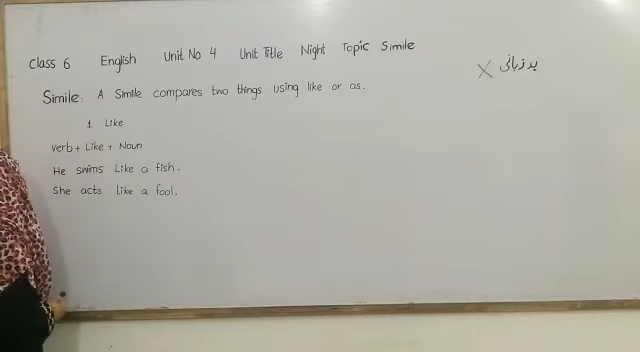 Class 6 English Unit No 4 Unit Title Night Topic Simile
X بدزبانی
Simile: A Simile compares two things using like or as.
1 Like
verb + Like + Noun
He swims Like a fish.
She acts Like a fool.